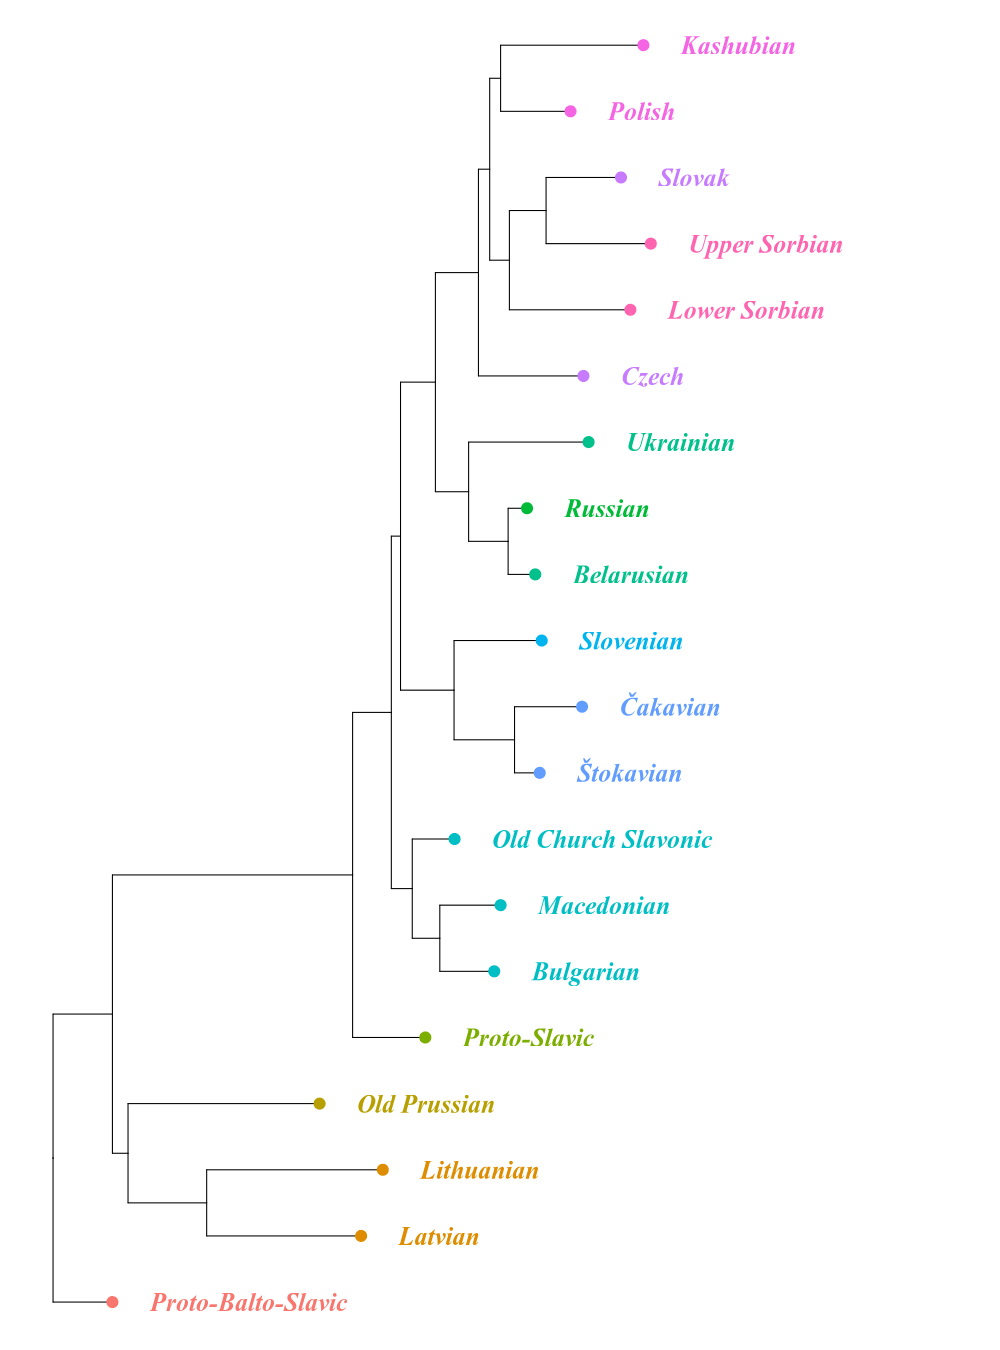 Kashubian
Polish
Slovak
Upper Sorbian
Lower Sorbian
Czech
Ukrainian
Russian
Belarusian
Slovenian
Čakavian
Štokavian
Old Church Slavonic
Macedonian
Bulgarian
Proto-Slavic
Old Prussian
Lithuanian
Latvian
Proto-Balto-Slavic